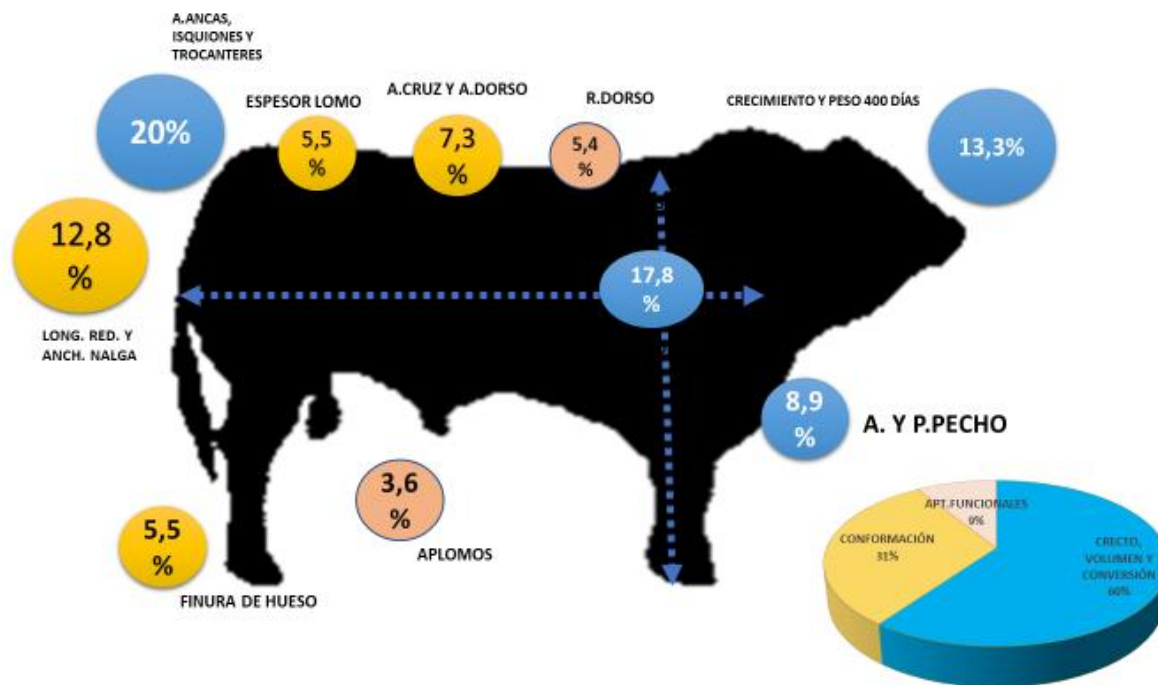 A.ANCAS,
ISQUIONES Y
TROCANTERES
20%
ESPESOR LOMO
5,5
%
A.CRUZ Y A.DORSO
7,3
%
R.DORSO
5,4
%
CRECIMIENTO Y PESO 400 DÍAS
13,3%
12,8
%
LONG. RED. Y
ANCH. NALGA
17,8
%
8,9
%
A. Y P.PECHO
3,6
%
APLOMOS
5,5
%
FINURA DE HUESO
APT.FUNCIONALES
9%
CONFORMACIÓN
31%
CRECTO,
VOLUMEN Y
CONVERSIÓN
60%